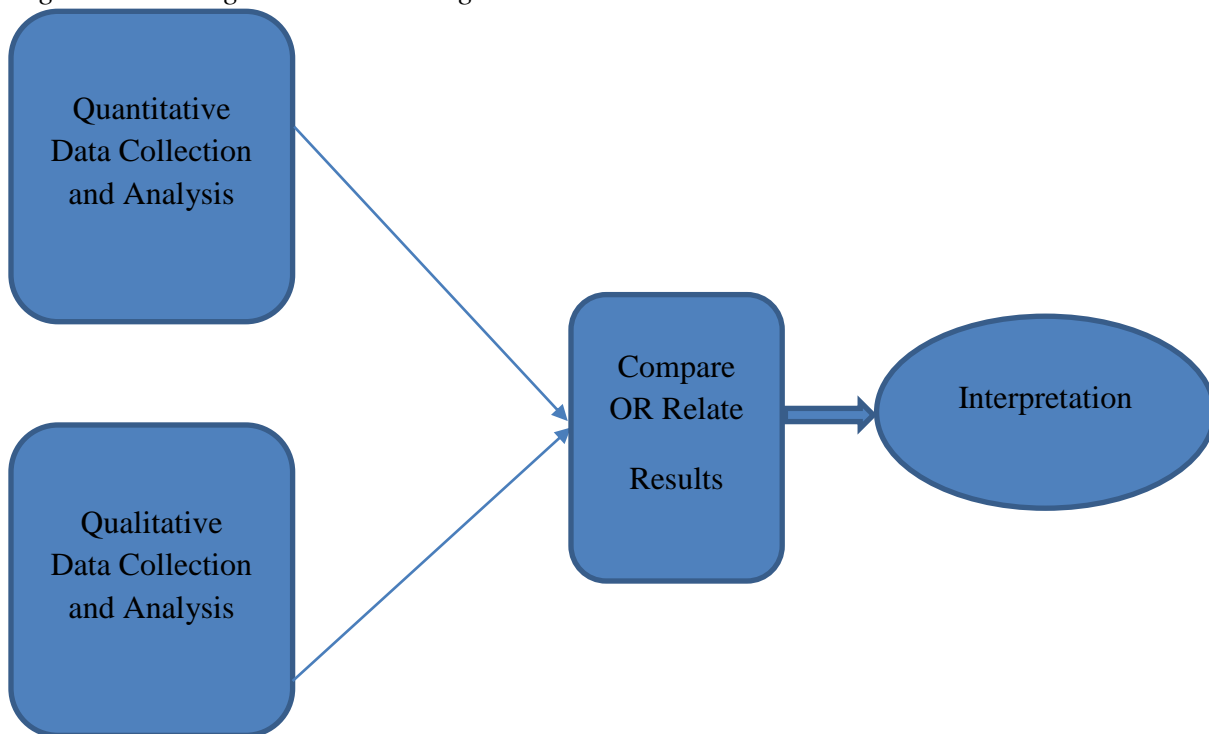 Quantitative
Data Collection
and Analysis
Compare
OR Relate
Results
Interpretation
Qualitative
Data Collection
and Analysis